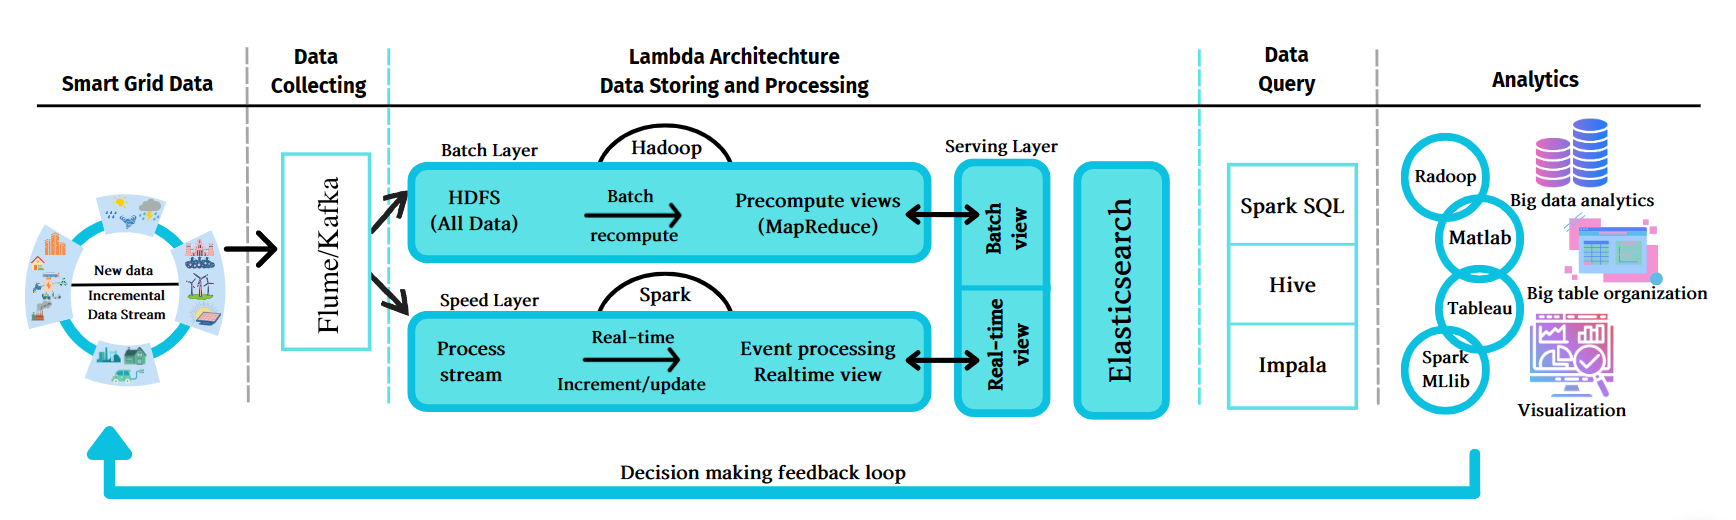 Smart Grid Data
Data
Collecting
Lambda Architechture
Data Storing and Processing
Data
Query
Analytics
New data
Incremental
Data Stream
Flume/Kafka
Batch Layer
Hadoop
HDFS
(All Data)
Batch
recompute
Precompute views
(MapReduce)
Speed Layer
Spark
Process
stream
Real-time
Increment/update
Event processing
Realtime view
Serving Layer
Batch
view
Real-time
view
Elasticsearch
Spark SQL
Hive
Impala
Radoop
Matlab
Tableau
Spark
MLlib
Big data analytics
Big table organization
Visualization
Decision making feedback loop